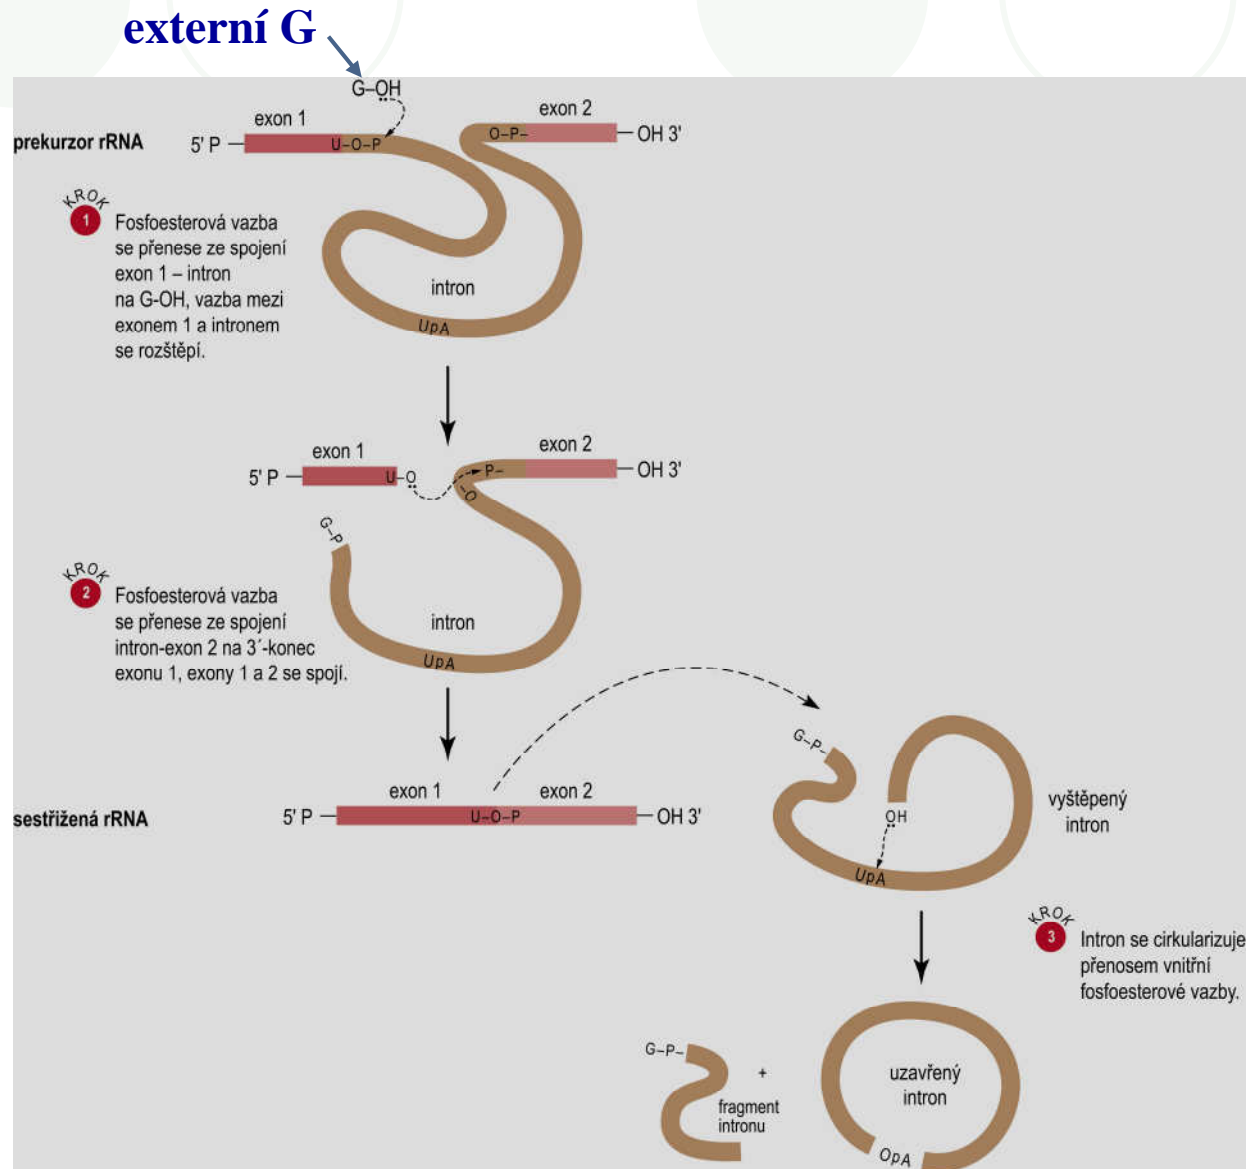 externí G
G–OH
exon 1
exon 2
prekurzor rRNA
5' P
U–O–P
O–P–
OH 3'
KROK
1
Fosfoesterová vazba
se přenese ze spojení
exon 1 – intron
na G-OH, vazba mezi
exonem 1 a intronem
se rozštěpí.
intron
UpA
exon 1
exon 2
5' P
U–O
P–
–O
OH 3'
G–P
KROK
2
Fosfoesterová vazba
se přenese ze spojení
intron-exon 2 na 3´-konec
exonu 1, exony 1 a 2 se spojí.
intron
UpA
sestřižená rRNA
5' P
exon 1
exon 2
U–O–P
OH 3'
G–P–
OH
UpA
vyštěpený
intron
KROK
3
Intron se cirkularizuje
přenosem vnitřní
fosfoesterové vazby.
G–P–
+
fragment
intronu
uzavřený
intron
OpA